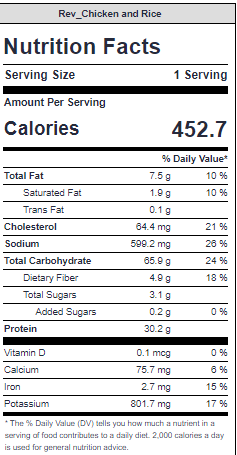 Rev_Chicken and Rice
Nutrition Facts
Serving Size 1 Serving
Amount Per Serving
Calories 452.7
% Daily Value*
Total Fat 7.5 g 10 %
Saturated Fat 1.9 g 10 %
Trans Fat 0.1 g
Cholesterol 64.4 mg 21 %
Sodium 599.2 mg 26 %
Total Carbohydrate 65.9 g 24 %
Dietary Fiber 4.9 g 18 %
Total Sugars 3.1 g
Added Sugars 0.2 g 0 %
Protein 30.2 g
Vitamin D 0.1 mcg 0 %
Calcium 75.7 mg 6 %
Iron 2.7 mg 15 %
Potassium 801.7 mg 17 %
* The % Daily Value (DV) tells you how much a nutrient in a
serving of food contributes to a daily diet. 2,000 calories a day
is used for general nutrition advice.